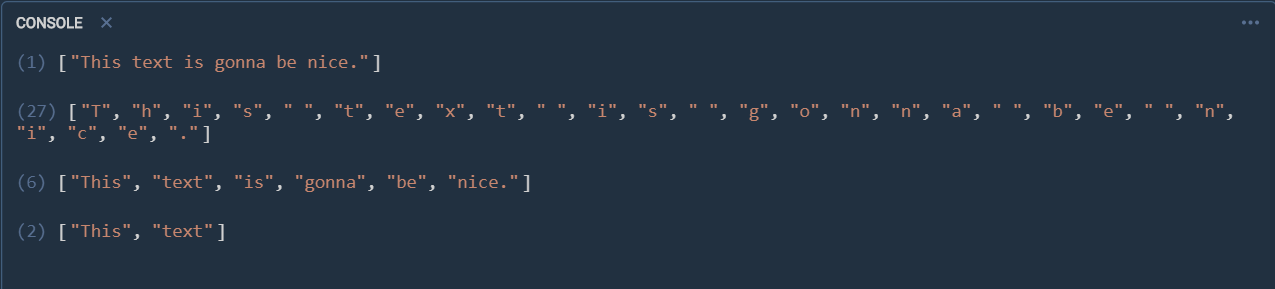 CONSOLE ×
(1) ["This text is gonna be nice."]
(27) ["T", "h", "i", "s", " ", "t", "e", "x", "t", " ", "i", "s", " ", "g", "o", "n", "n", "a", " ", "b", "e", " ", "n",
"i", "c", "e", "."]
(6) ["This", "text", "is", "gonna", "be", "nice."]
(2) ["This", "text"]